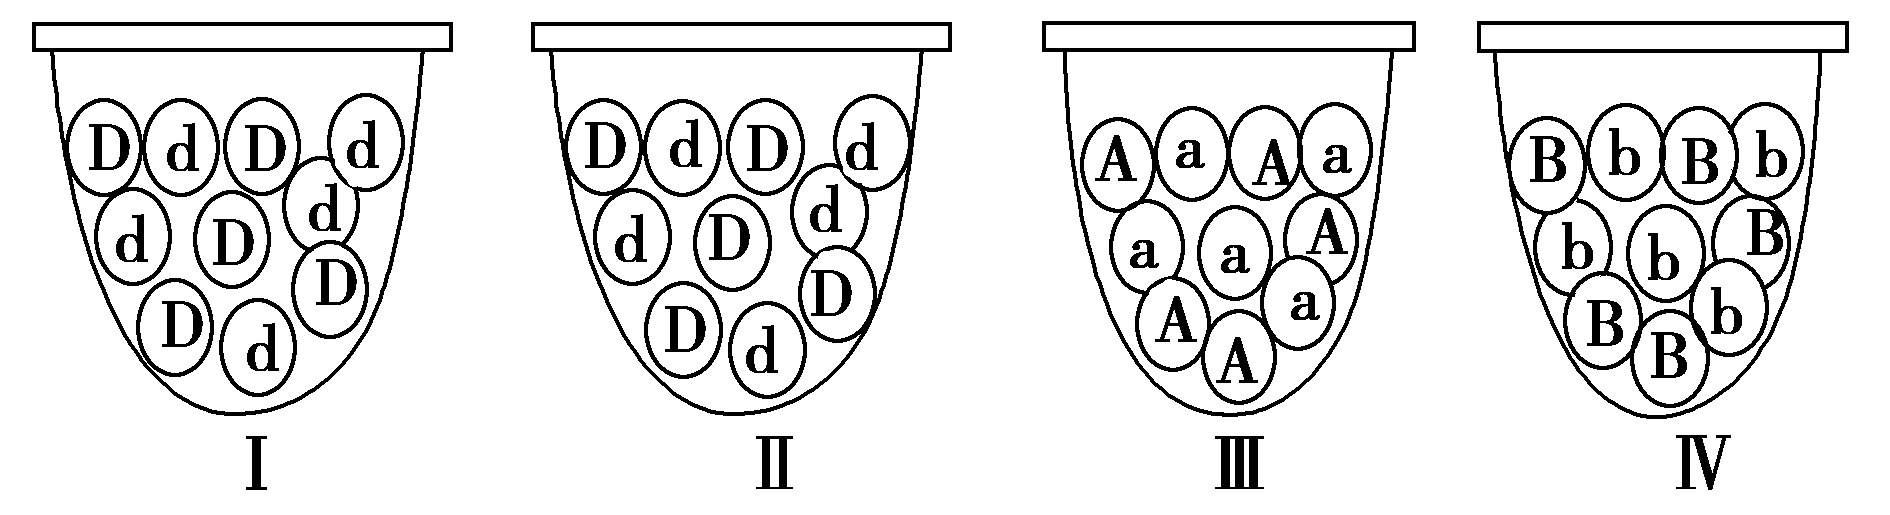 D d D d D d D d A a A a B b B b
d D d d D d a a A b b B
D D A a B b
D d D d A B
Ⅰ Ⅱ Ⅲ Ⅳ